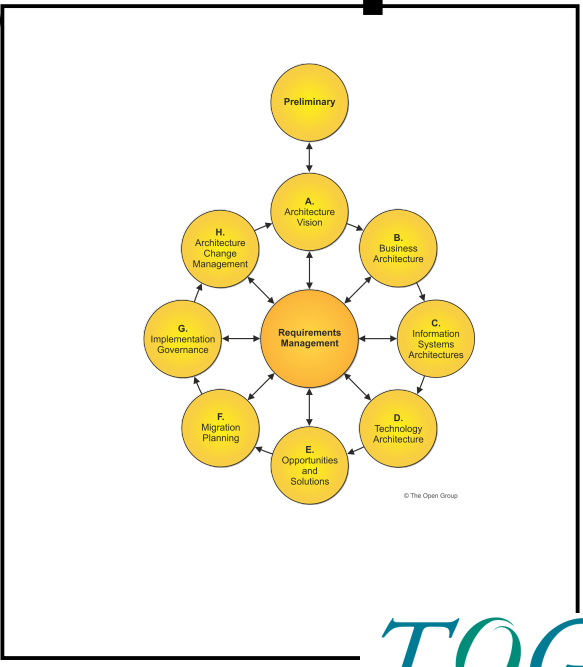 Preliminary
A.
Architecture
Vision
B.
Business
Architecture
C.
Information
Systems
Architectures
D.
Technology
Architecture
E.
Opportunities
and
Solutions
F.
Migration
Planning
G.
Implementation
Governance
H.
Architecture
Change
Management
Requirements
Management
© The Open Group